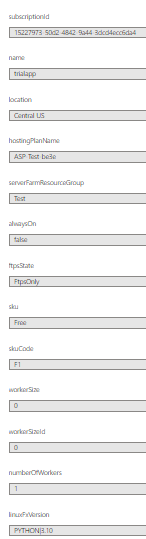 subscriptionId
15227973-50d2-4842-9a44-3dcd4ecc6da4
name
trialapp
location
Central US
hostingPlanName
ASP-Test-be3e
serverFarmResourceGroup
Test
alwaysOn
false
ftpsState
FtpsOnly
sku
Free
skuCode
F1
workerSize
0
workerSizeId
0
numberOfWorkers
1
linuxFxVersion
PYTHON|3.10